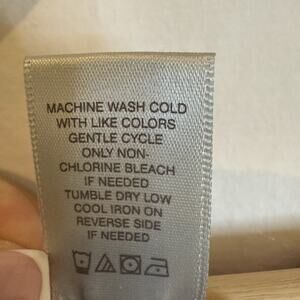 MACHINE WASH COLD
WITH LIKE COLORS
GENTLE CYCLE
ONLY NON-
CHLORINE BLEACH
IF NEEDED
TUMBLE DRY LOW
COOL IRON ON
REVERSE SIDE
IF NEEDED